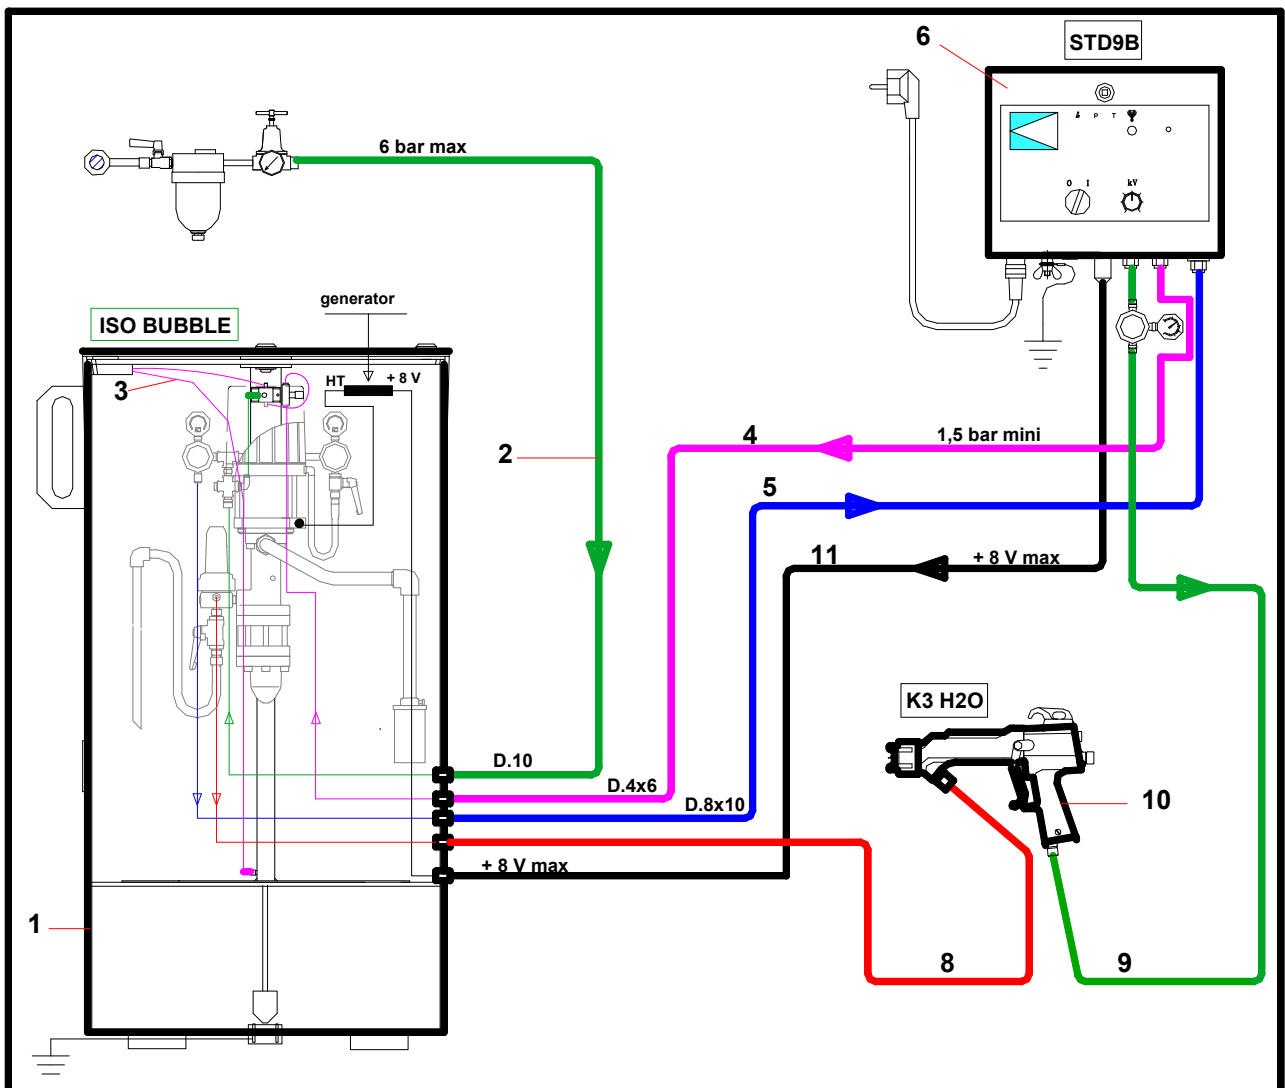 6
STD9B
6 bar max
P T
O I kV
generator
ISO BUBBLE
HT
+ 8 V
3
4
1,5 bar mini
2
5
11
+ 8 V max
K3 H2O
D.10
D.4x6
D.8x10
10
+ 8 V max
1
8
9